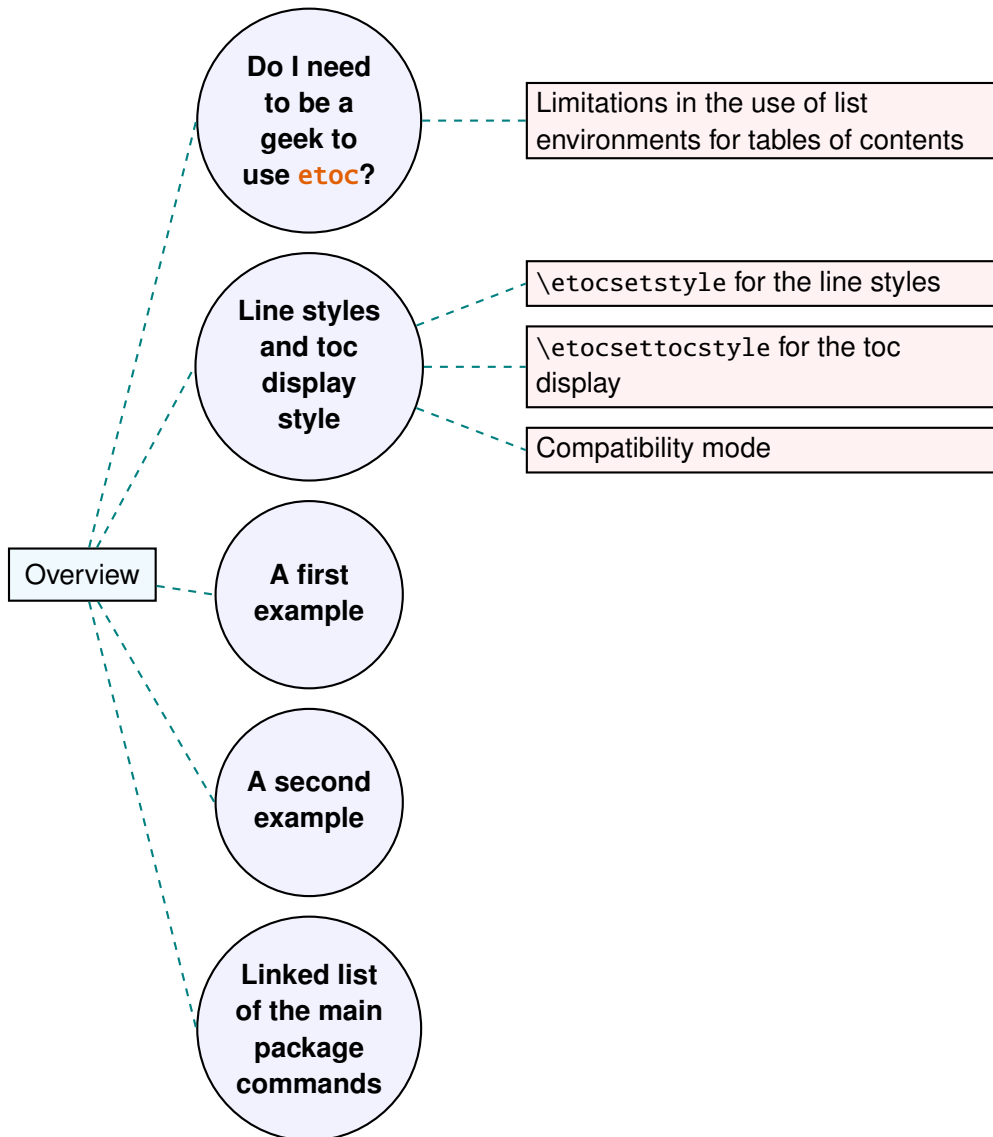 Do I need
to be a
geek to
use etoc?
Limitations in the use of list
environments for tables of contents
Line styles
and toc
display
style
\etocsetstyle for the line styles
\etocsettocstyle for the toc
display
Compatibility mode
Overview
A first
example
A second
example
Linked list
of the main
package
commands